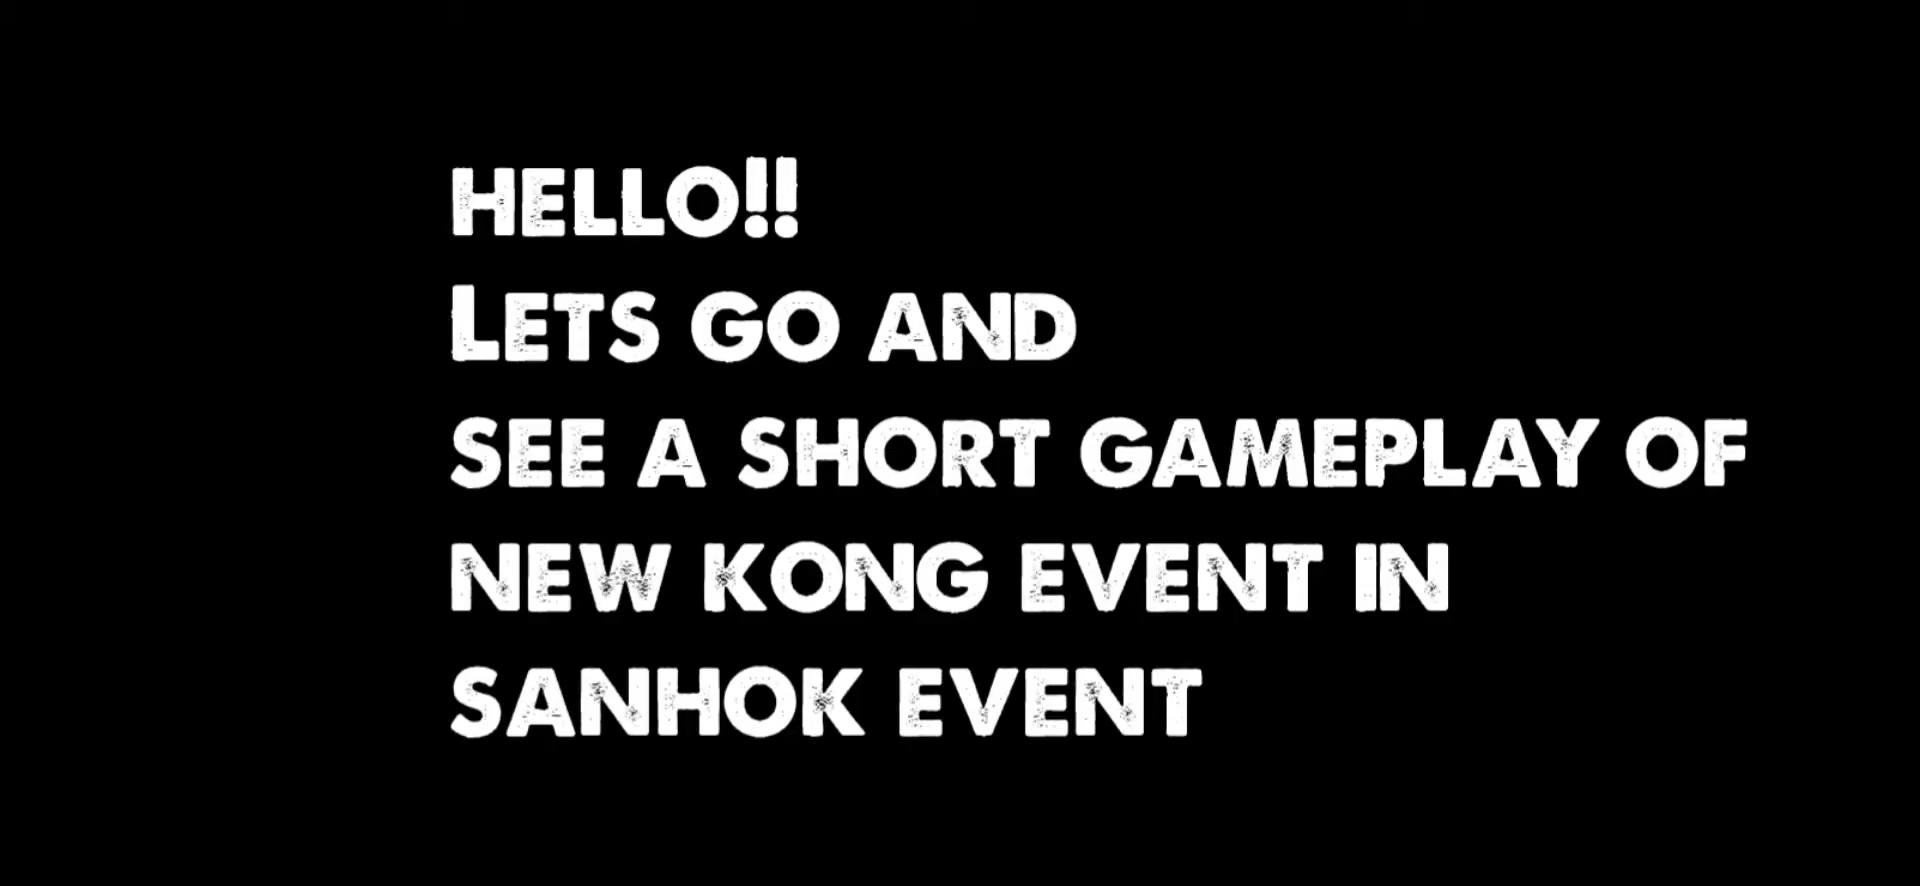 HELLO!!
LETS GO AND
SEE A SHORT GAMEPLAY OF
NEW KONG EVENT IN
SANHOK EVENT